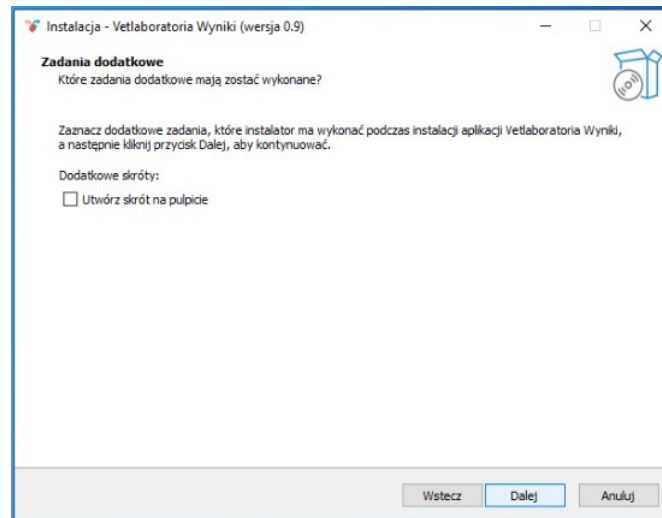 Instalacja - Vetlaboratoria Wyniki (wersja 0.9)
Zadania dodatkowe
Które zadania dodatkowe mają zostać wykonane?
Zaznacz dodatkowe zadania, które instalator ma wykonać podczas instalacji aplikacji Vetlaboratoria Wyniki,
a następnie kliknij przycisk Dalej, aby kontynuować.
Dodatkowe skróty:
Utwórz skrót na pulpicie
Wstecz Dalej Anuluj